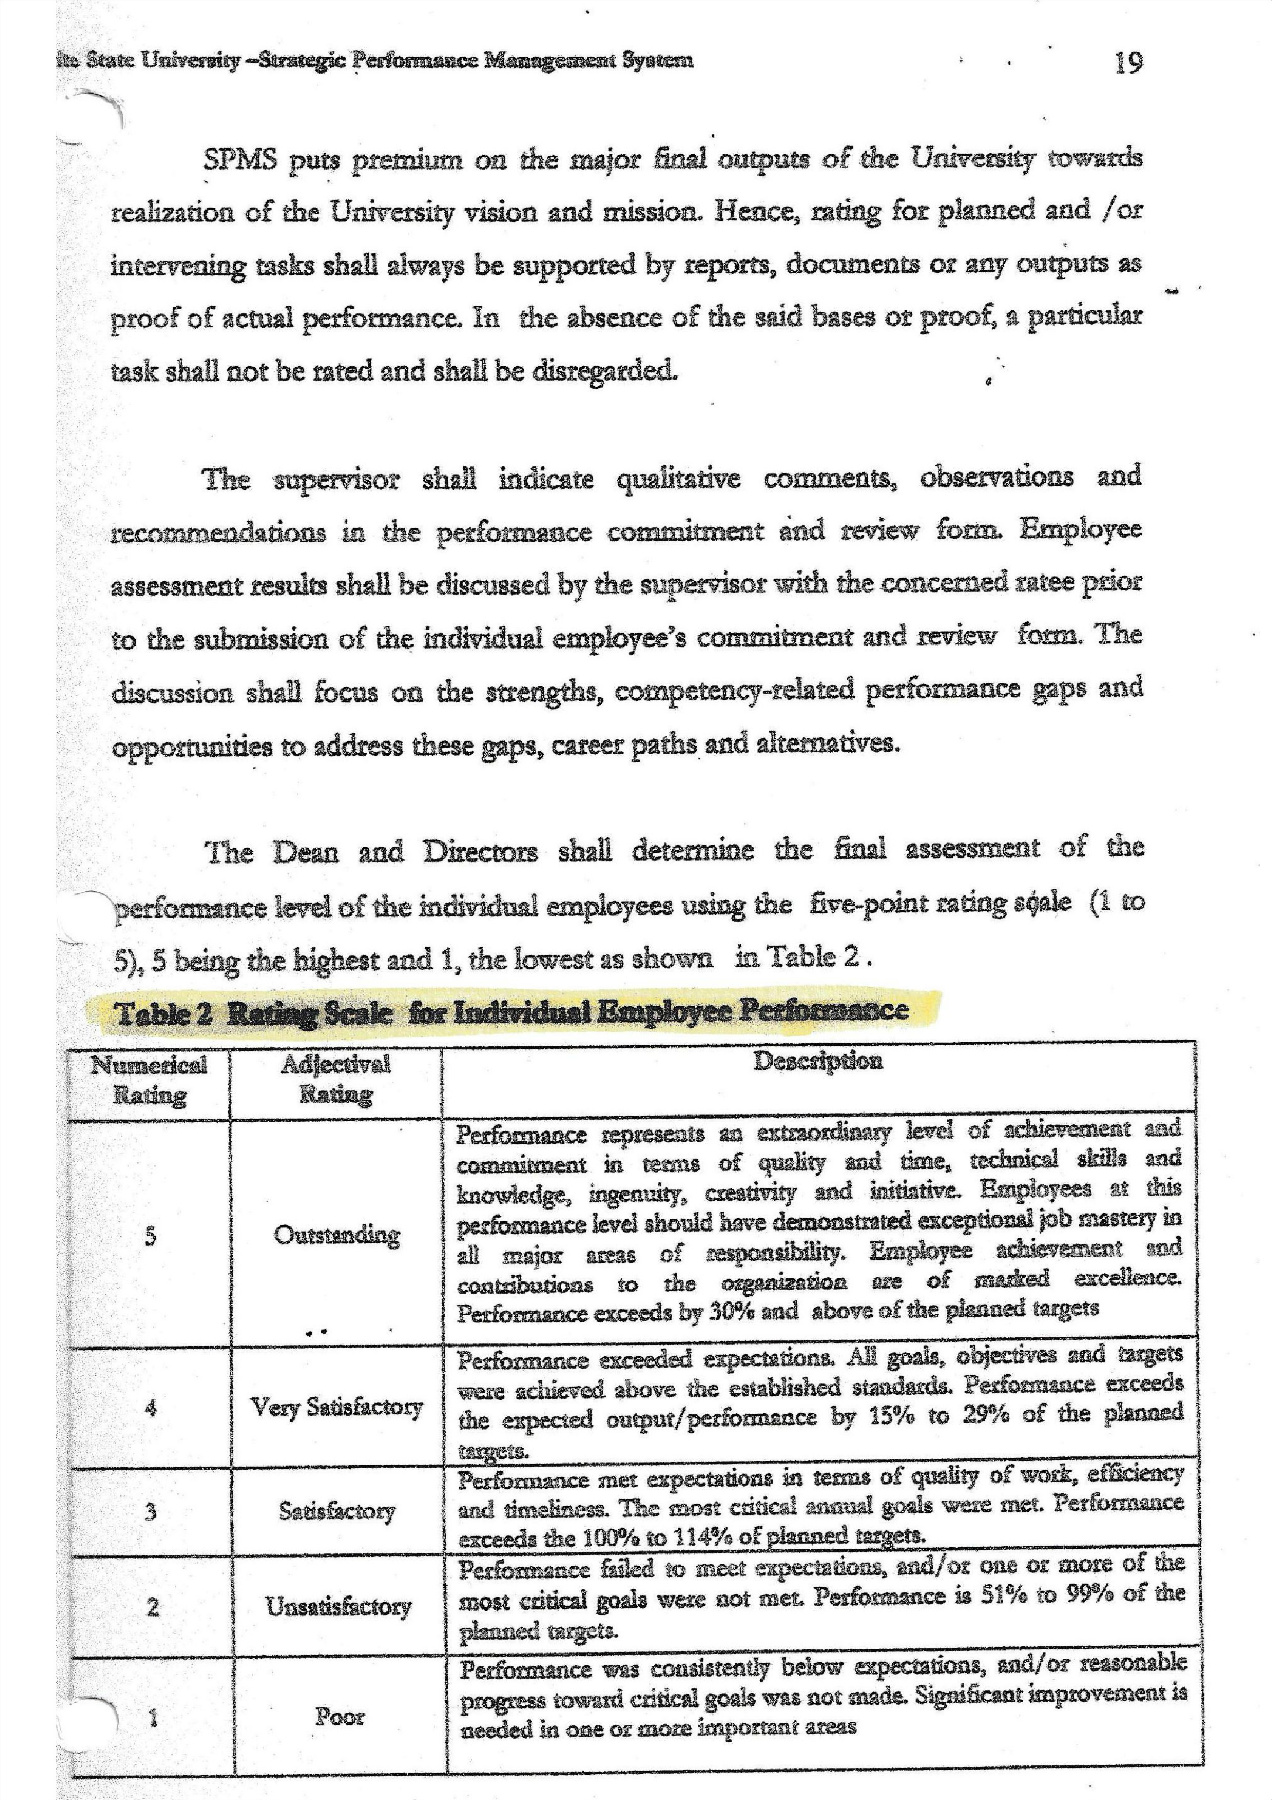 State University –Strategic Performance Management System
19
SPMS puts premium on the major final outputs of the University towards
realization of the University vision and mission. Hence, rating for planned and /or
intervening tasks shall always be supported by reports, documents or any outputs as
proof of actual performance. In the absence of the said bases or proof, a particular
task shall not be rated and shall be disregarded.
The supervisor shall indicate qualitative comments, observations and
recommendations in the performance commitment and review form. Employee
assessment results shall be discussed by the supervisor with the concerned ratee prior
to the submission of the individual employee's commitment and review form. The
discussion shall focus on the strengths, competency-related performance gaps and
opportunities to address these gaps, career paths and alternatives.
The Dean and Directors shall determine the final assessment of the
performance level of the individual employees using the five-point rating scale (1 to
5), 5 being the highest and 1, the lowest as shown in Table 2 .
Table 2 Rating Scale for Individual Employee Performance
Numerical
Rating
Adjectival
Rating
Description
5
Outstanding
Performance represents an extraordinary level of achievement and
commitment in terms of quality and time, technical skills and
knowledge, ingenuity, creativity and initiative. Employees at this
performance level should have demonstrated exceptional job mastery in
all major areas of responsibility. Employee achievement and
contributions to the organization are of marked excellence.
Performance exceeds by 30% and above of the planned targets
4
Very Satisfactory
Performance exceeded expectations. All goals, objectives and targets
were achieved above the established standards. Performance exceeds
the expected output/performance by 15% to 29% of the planned
targets.
3
Satisfactory
Performance met expectations in terms of quality of work, efficiency
and timeliness. The most critical annual goals were met. Performance
exceeds the 100% to 114% of planned targets.
2
Unsatisfactory
Performance failed to meet expectations, and/or one or more of the
most critical goals were not met. Performance is 51% to 99% of the
planned targets.
1
Poor
Performance was consistently below expectations, and/or reasonable
progress toward critical goals was not made. Significant improvement is
needed in one or more important areas